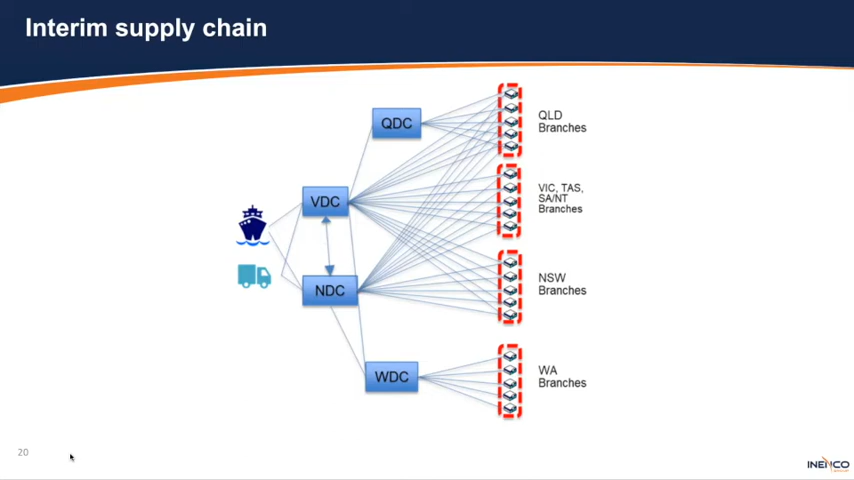 Interim supply chain
QDC
QLD
Branches
VDC
VIC, TAS,
SA/NT
Branches
NDC
NSW
Branches
WDC
WA
Branches
20
INENCO